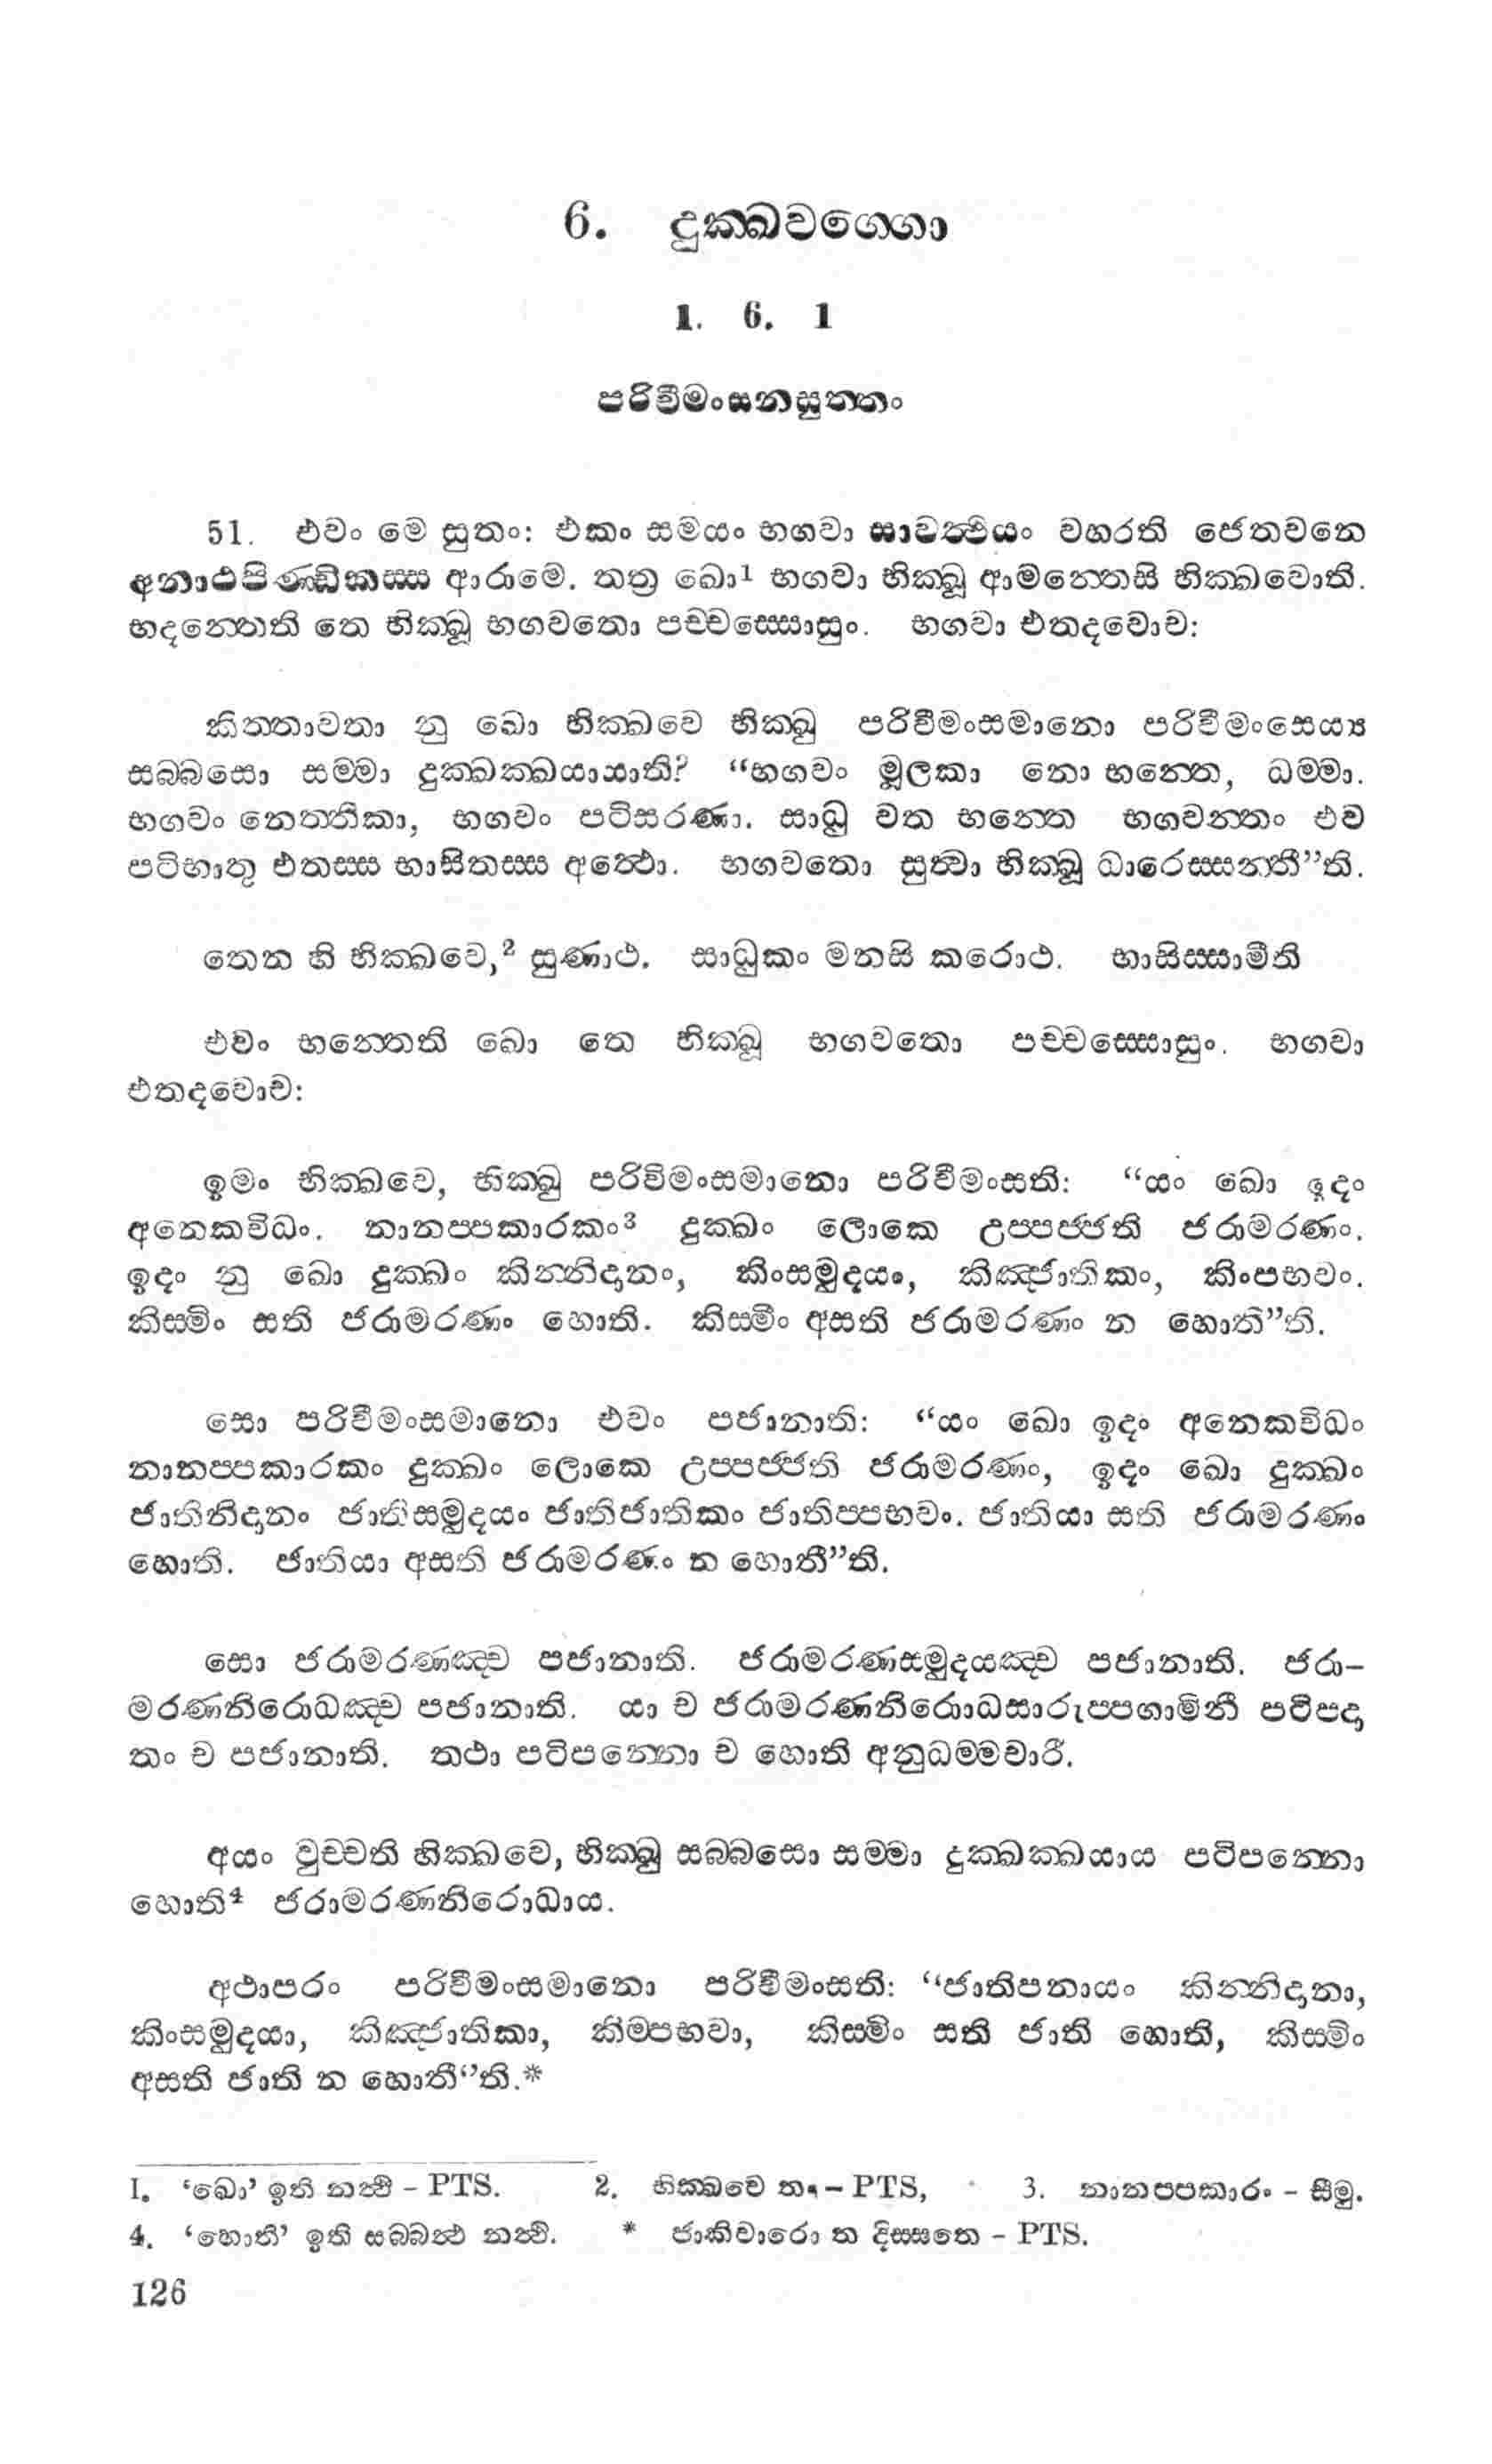 6. දුක්ඛවග්ගො
1. 6. 1
පරිවීමංසනසුත්තං
51. එවං මෙ සුතං: එකං සමයං භගවා සාවත්ථියං වහරති ජෙතවනෙ
අනාථපිණ්ඩිකස්ස ආරාමෙ. තත්‍ර ඛො1 භගවා භික්ඛූ ආමන්තෙසි භික්ඛවොති.
භදන්තෙති තෙ භික්ඛූ භගවතො පච්චස්සොසුං. භගවා එතදවොච:
කිත්තාවතා නු ඛො භික්ඛවෙ භික්ඛු පරිවීමංසමානො පරිවීමංසෙය්‍ය
සබ්බසො සම්මා දුක්ඛක්ඛයායාති? “භගවං මූලකා නො භන්තෙ, ධම්මා.
භගවං නෙත්තිකා, භගවං පටිසරණා. සාධු වත භන්තෙ භගවන්තං එව
පටිභාතු එතස්ස භාසිතස්ස අත්ථො. භගවතො සුත්වා භික්ඛූ ධාරෙස්සන්තී”ති.
තෙන හි භික්ඛවෙ,2 සුණාථ. සාධුකං මනසි කරොථ. භාසිස්සාමීති
එවං භන්තෙති ඛො තෙ භික්ඛූ භගවතො පච්චස්සොසුං. භගවා
එතදවොච:
ඉමං භික්ඛවෙ, භික්ඛු පරිවිමංසමානො පරිවීමංසති: “යං ඛො ඉදං
අනෙකවිධං. නානප්පකාරකං3 දුක්ඛං ලොකෙ උප්පජ්ජති ජරාමරණං.
ඉදං නු ඛො දුක්ඛං කින්නිදානං, කිංසමුදයං, කිඤ්ජාතිකං, කිංපභවං.
කිස්මිං සති ජරාමරණං හොති. කිස්මිං අසති ජරාමරණං න හොති”ති.
සො පරිවීමංසමානො එවං පජානාති: “යං ඛො ඉදං අනෙකවිධං
නානප්පකාරකං දුක්ඛං ලොකෙ උප්පජ්ජති ජරාමරණං, ඉදං ඛො දුක්ඛං
ජාතිනිදානං ජාතිසමුදයං ජාතිජාතිකං ජාතිප්පභවං. ජාතියා සති ජරාමරණං
හොති. ජාතියා අසති ජරාමරණං න හොතී”ති.
සො ජරාමරණඤ්ච පජානාති. ජරාමරණසමුදයඤ්ච පජානාති. ජරා-
මරණනිරොධඤ්ච පජානාති. යා ච ජරාමරණනිරොධසාරුප්පගාමිනී පටිපදා
තං ච පජානාති. තථා පටිපන්නො ච හොති අනුධම්මචාරී.
අයං වුච්චති භික්ඛවෙ, භික්ඛු සබ්බසො සම්මා දුක්ඛක්ඛයාය පටිපන්නො
හොති4 ජරාමරණනිරොධාය.
අථාපරං පරිවීමංසමානො පරිවීමංසති: “ජාතිපනායං කින්නිදානා,
කිංසමුදයා, කිඤ්ජාතිකා, කිම්පභවා, කිස්මිං සති ජාති හොති, කිස්මිං
අසති ජාති න හොතී“ති.*
1. ‘ඛො’ ඉති නත්ථි - PTS. 2. භික්ඛවෙ තං - PTS, 3. නානප්පකාරං - සීමු.
4. ‘හොති’ ඉති සබ්බත්ථ නත්ථි. * ජාතිවාරො න දිස්සතෙ - PTS.
126